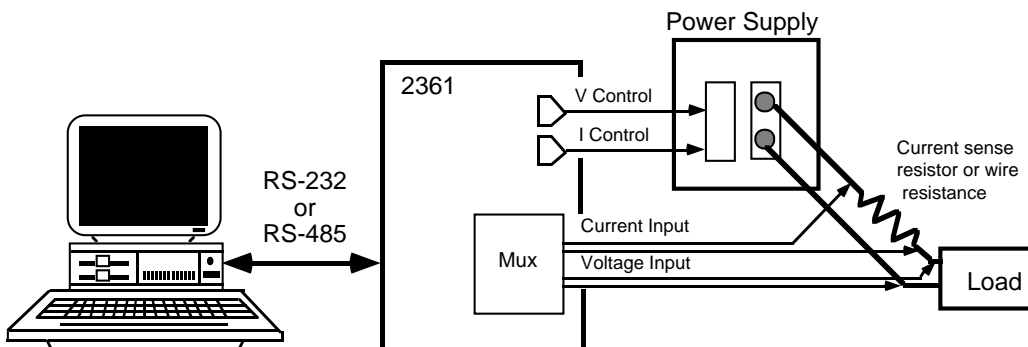 Power Supply
2361
V Control
I Control
RS-232
or
RS-485
Current sense
resistor or wire
resistance
Current Input
Mux
Voltage Input
Load